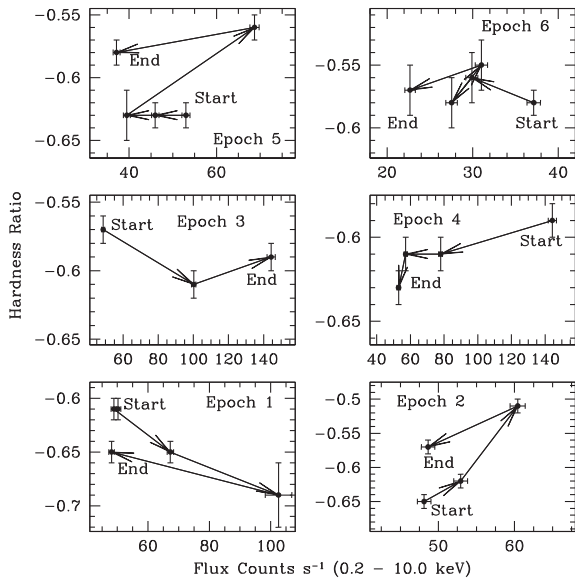 −0.55
−0.6
−0.65
End
Start
Epoch 5
40 60
−0.55
−0.6
Epoch 6
End
Start
20 30 40
Hardness Ratio
−0.55
−0.6
−0.65
Start
Epoch 3
End
60 80 100 120 140
−0.6
−0.65
Epoch 4
Start
End
40 60 80 100 120 140
−0.6
−0.65
−0.7
Start
Epoch 1
End
60 80 100
−0.5
−0.55
−0.6
−0.65
Epoch 2
End
Start
50 60
Flux Counts s⁻¹ (0.2 − 10.0 keV)